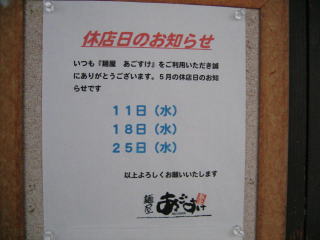 休店日のお知らせ
いつも『麺屋　あごすけ』をご利用いただき誠
にありがとうございます。５月の休店日のお知
らせです
１１日（水）
１８日（水）
２５日（水）
以上よろしくお願いいたします
麺屋 あごすけ